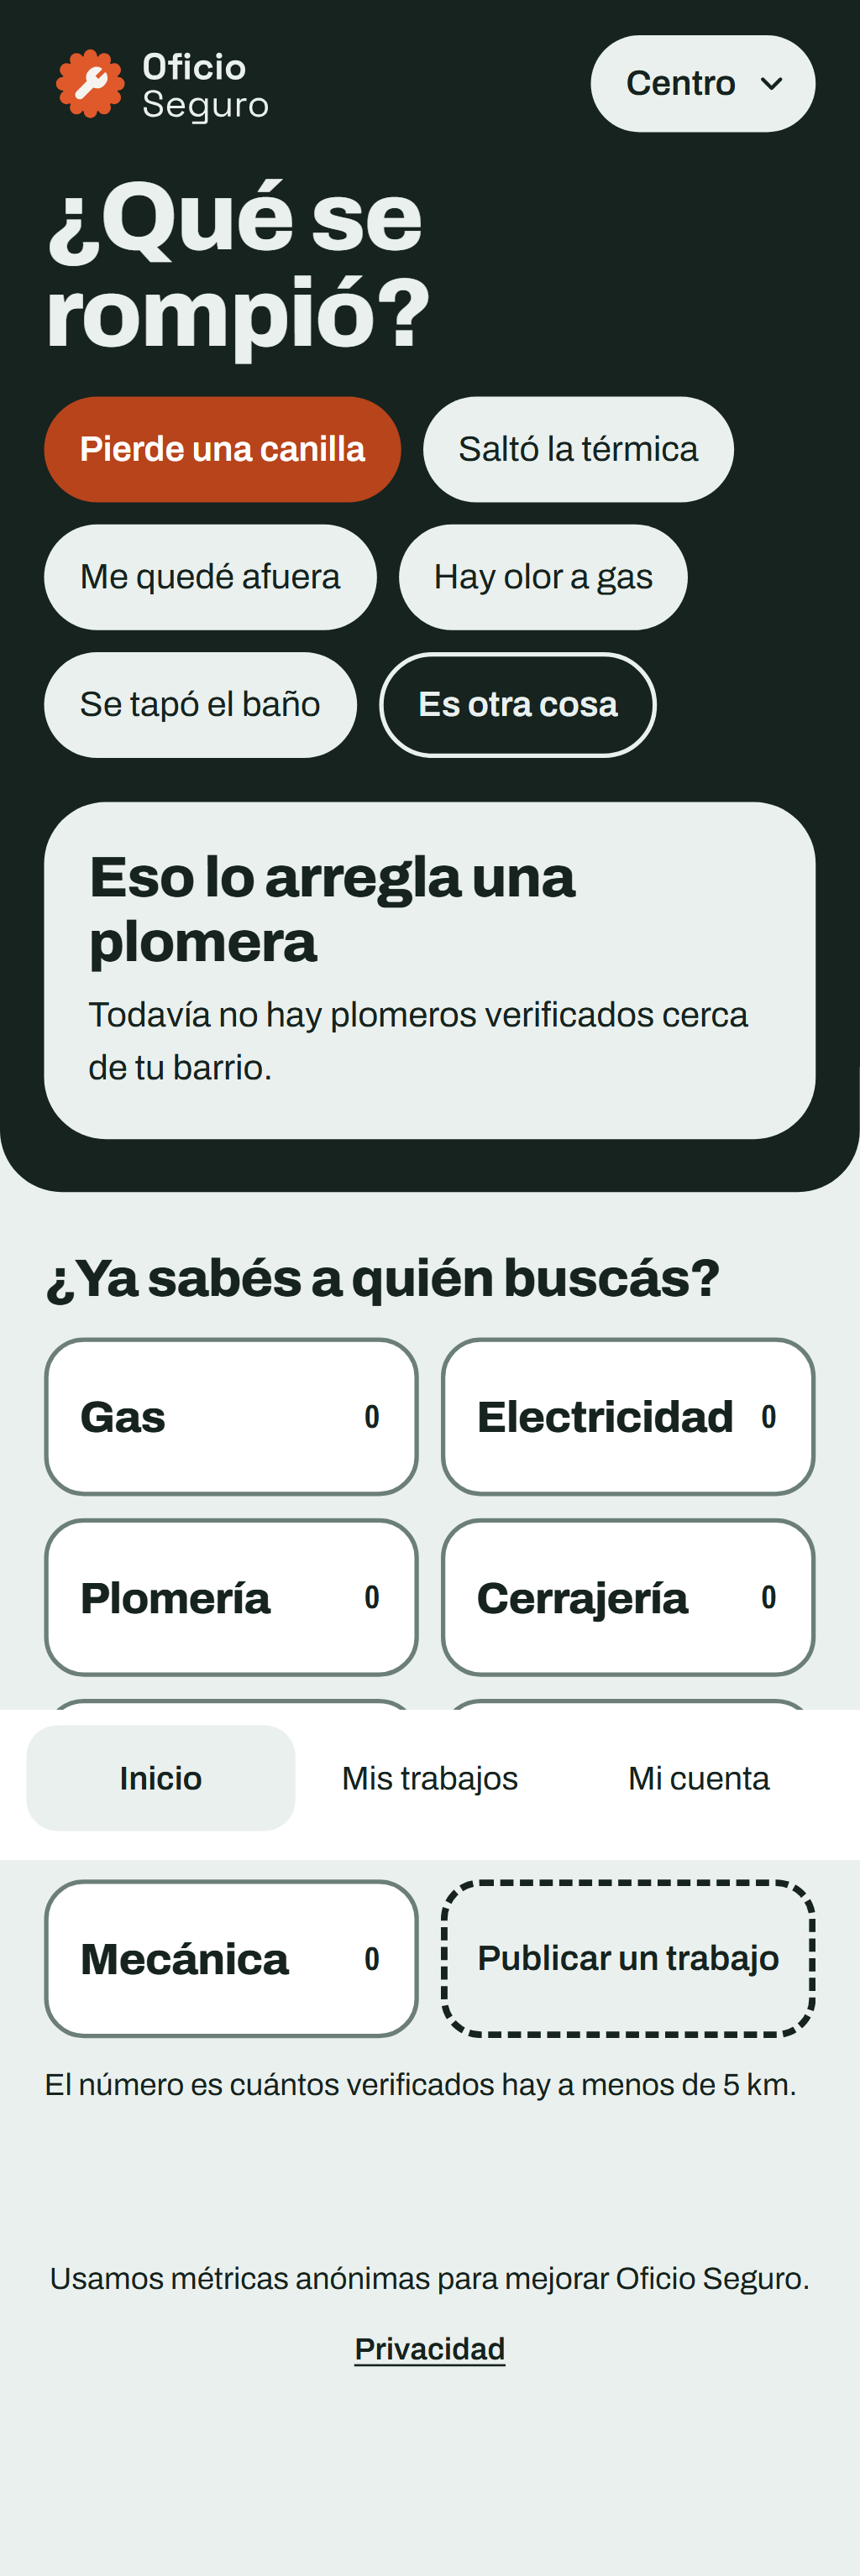 Oficio
Seguro
Centro
¿Qué se
rompió?
Pierde una canilla
Saltó la térmica
Me quedé afuera
Hay olor a gas
Se tapó el baño
Es otra cosa
Eso lo arregla una
plomera
Todavía no hay plomeros verificados cerca
de tu barrio.
¿Ya sabés a quién buscás?
Gas 0
Electricidad 0
Plomería 0
Cerrajería 0
Inicio
Mis trabajos
Mi cuenta
Mecánica 0
Publicar un trabajo
El número es cuántos verificados hay a menos de 5 km.
Usamos métricas anónimas para mejorar Oficio Seguro.
Privacidad